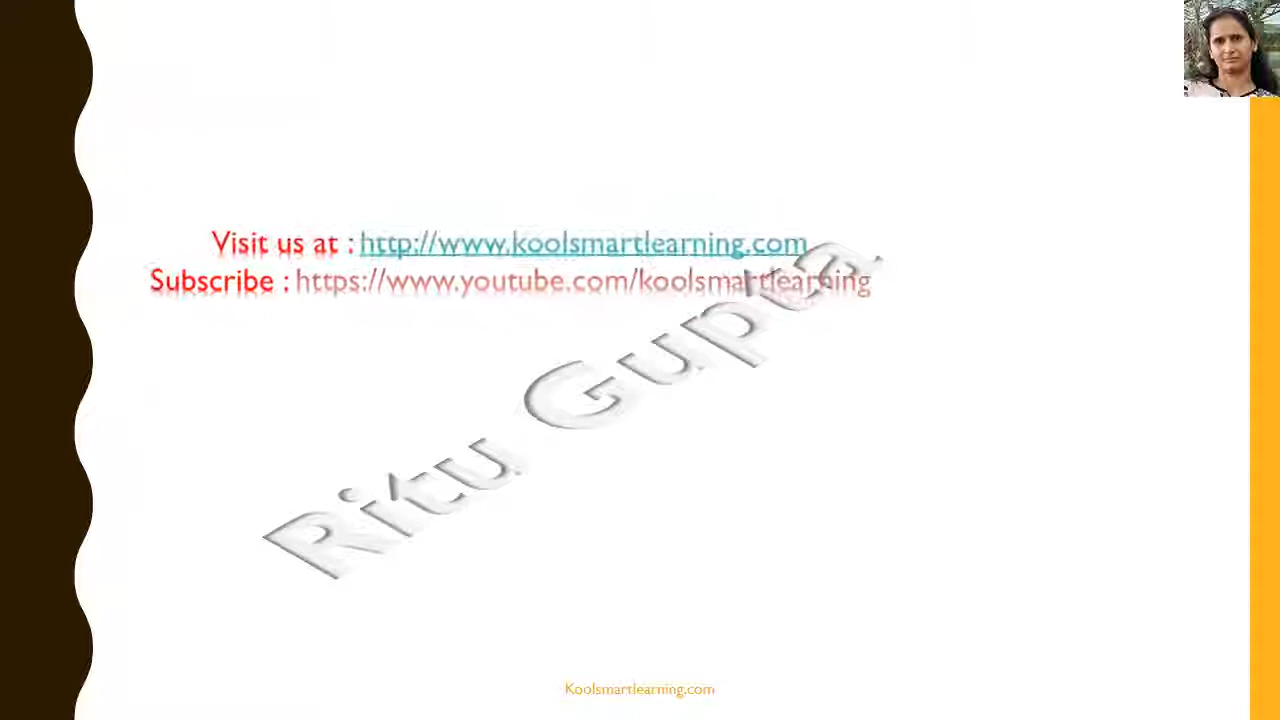 Visit us at : http://www.koolsmartlearning.com
Subscribe : https://www.youtube.com/koolsmartlearning
Ritu Gupta
Koolsmartlearning.com